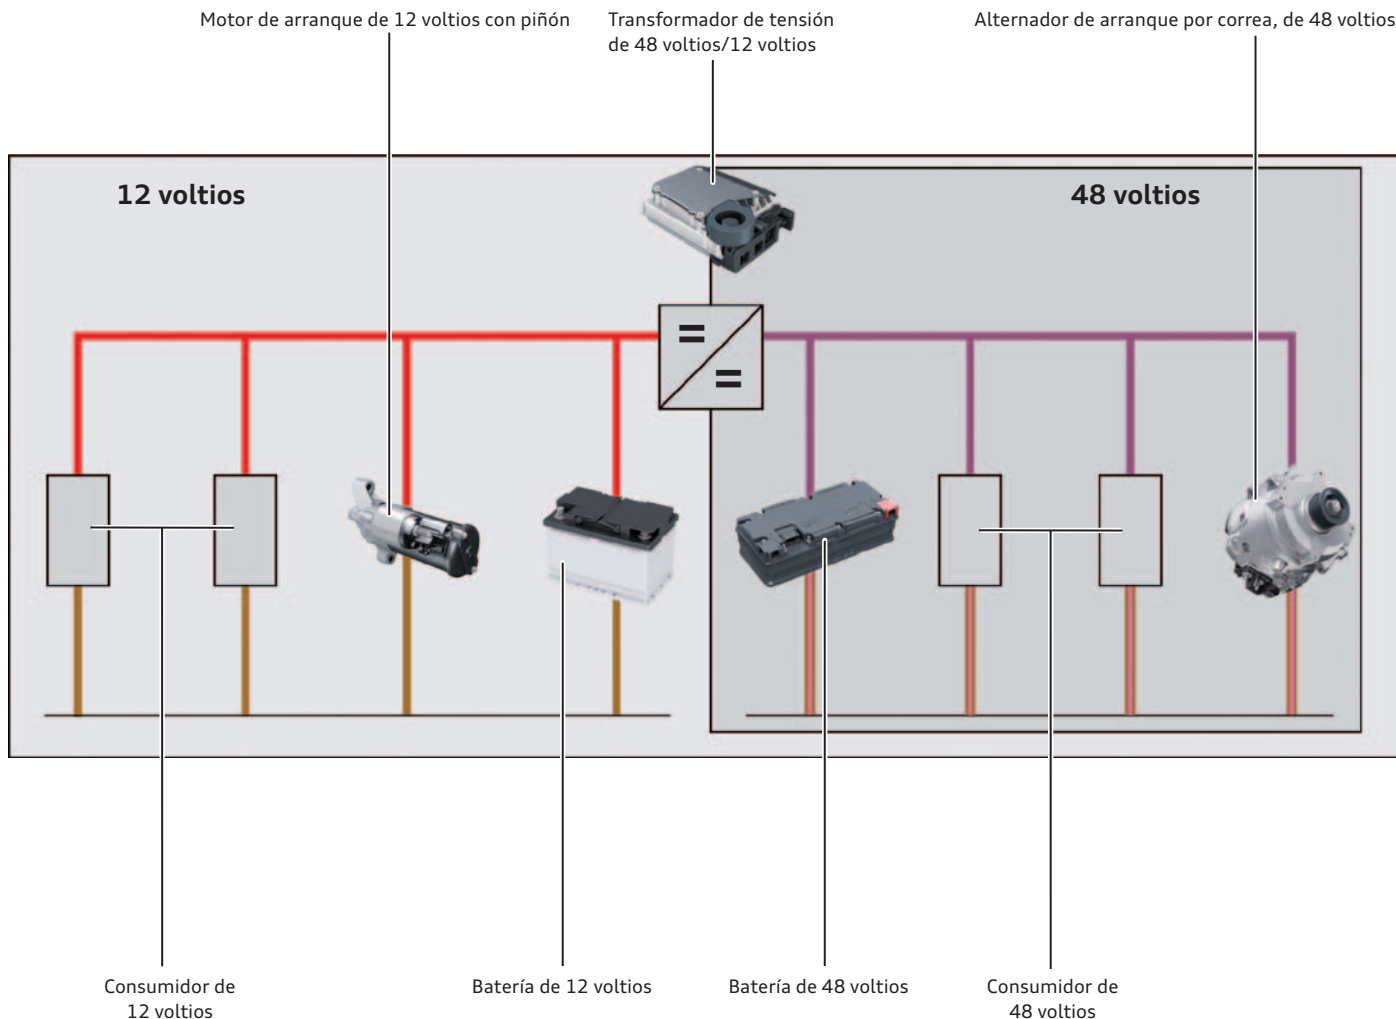 Motor de arranque de 12 voltios con piñón
Transformador de tensión
de 48 voltios/12 voltios
Alternador de arranque por correa, de 48 voltios
12 voltios
48 voltios
=
=
Consumidor de
12 voltios
Batería de 12 voltios
Batería de 48 voltios
Consumidor de
48 voltios